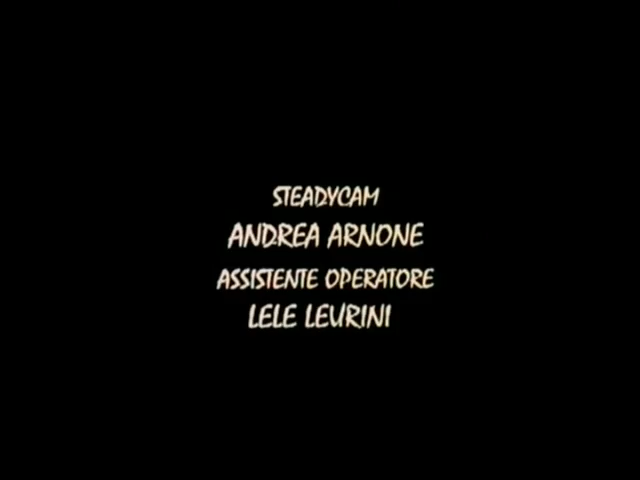 STEADYCAM
ANDREA ARNONE
ASSISTENTE OPERATORE
LELE LEURINI